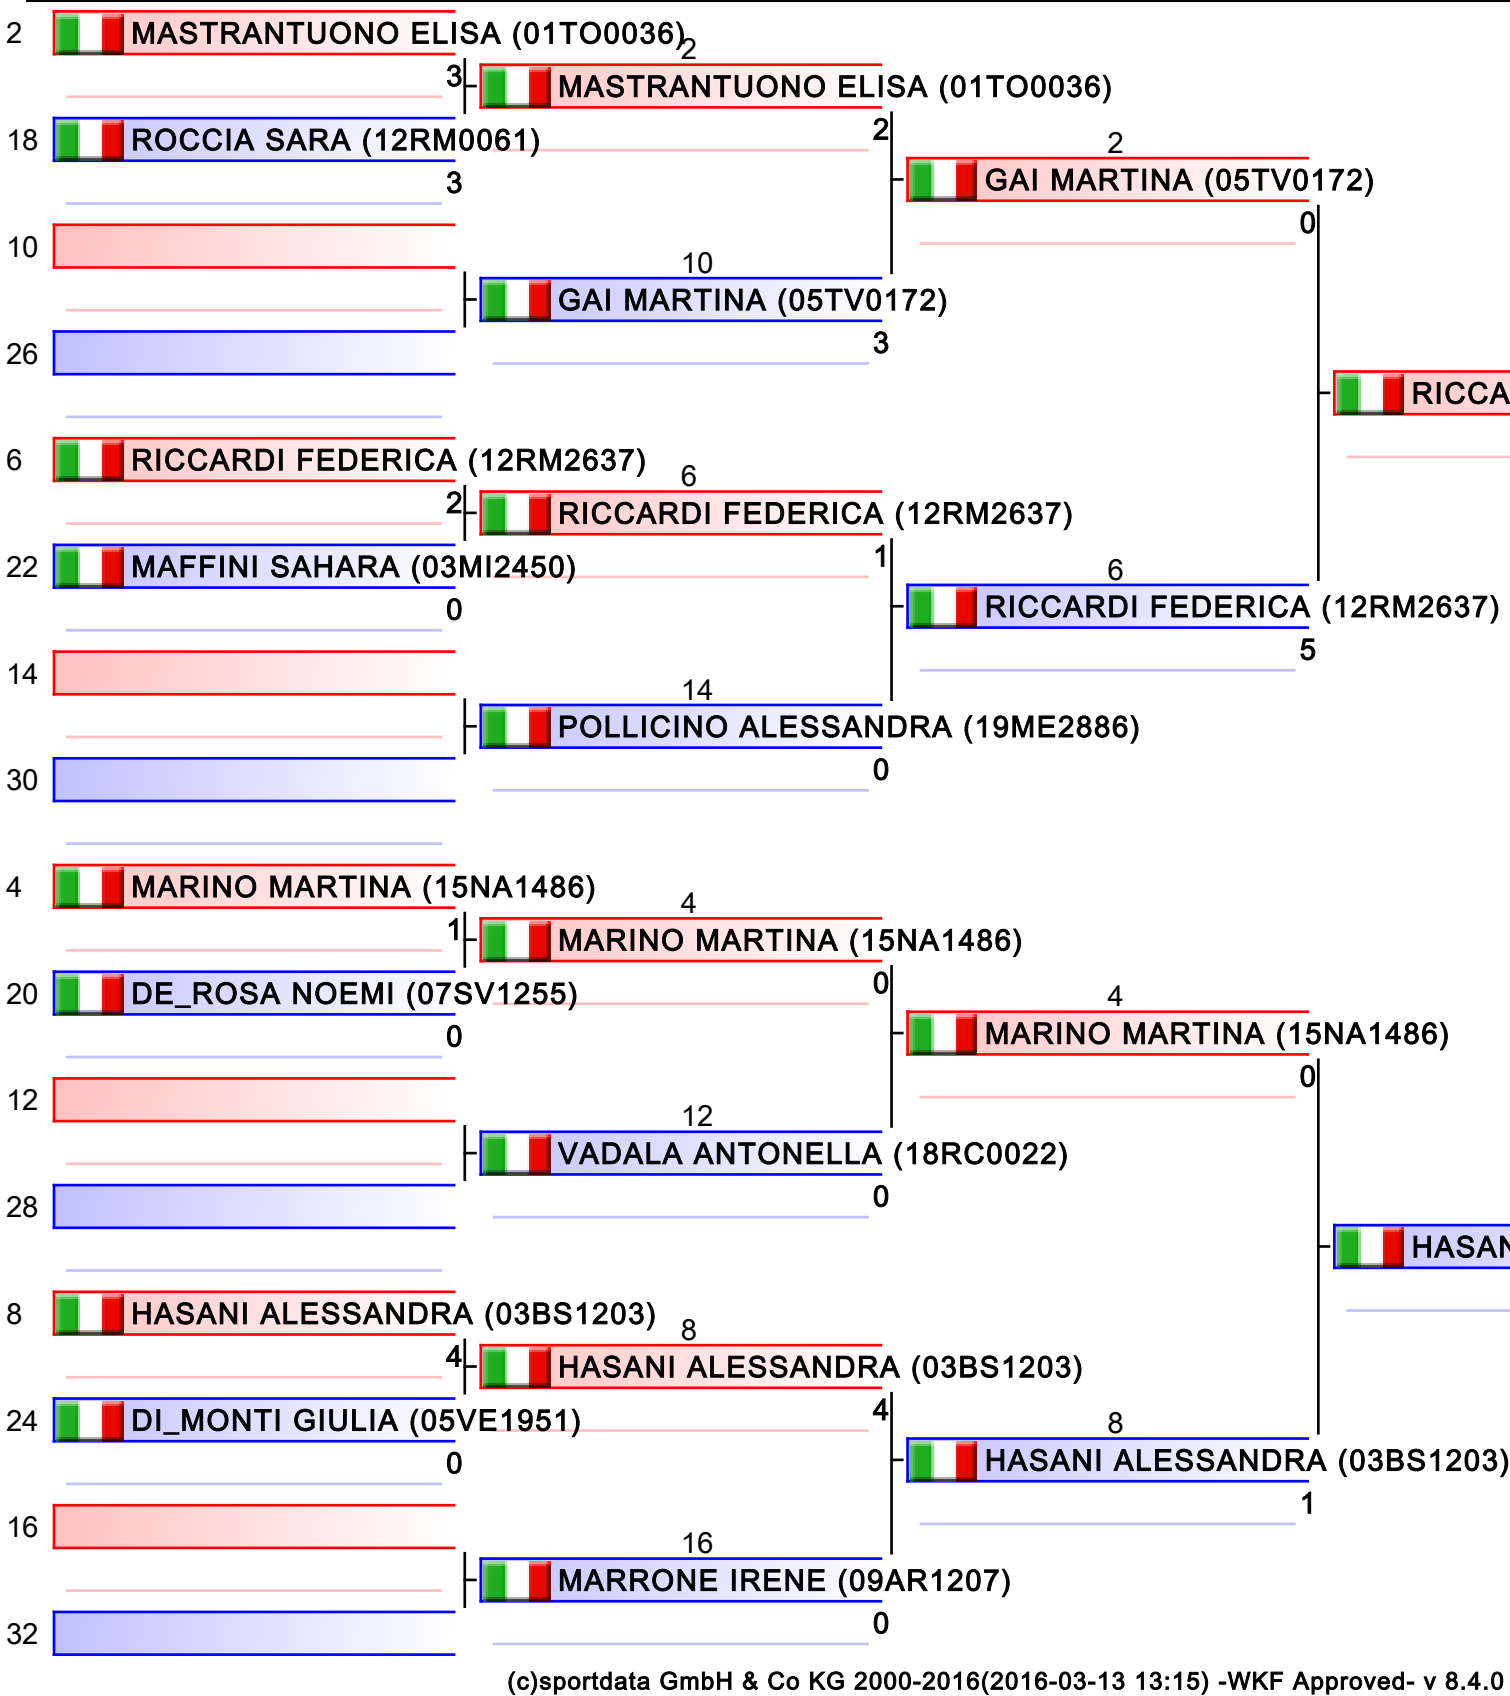 2 MASTRANTUONO ELISA (01TO0036)
3
2
MASTRANTUONO ELISA (01TO0036)
2
18 ROCCIA SARA (12RM0061)
3
2
GAI MARTINA (05TV0172)
0
10
10
GAI MARTINA (05TV0172)
3
26
RICCA
6 RICCARDI FEDERICA (12RM2637)
2
6
RICCARDI FEDERICA (12RM2637)
1
22 MAFFINI SAHARA (03MI2450)
0
6
RICCARDI FEDERICA (12RM2637)
5
14
14
POLLICINO ALESSANDRA (19ME2886)
0
30
4 MARINO MARTINA (15NA1486)
1
4
MARINO MARTINA (15NA1486)
0
20 DE_ROSA NOEMI (07SV1255)
0
4
MARINO MARTINA (15NA1486)
0
12
12
VADALA ANTONELLA (18RC0022)
0
28
HASAN
8 HASANI ALESSANDRA (03BS1203)
4
8
HASANI ALESSANDRA (03BS1203)
4
24 DI_MONTI GIULIA (05VE1951)
0
8
HASANI ALESSANDRA (03BS1203)
1
16
16
MARRONE IRENE (09AR1207)
0
32
(c)sportdata GmbH & Co KG 2000-2016(2016-03-13 13:15) -WKF Approved- v 8.4.0